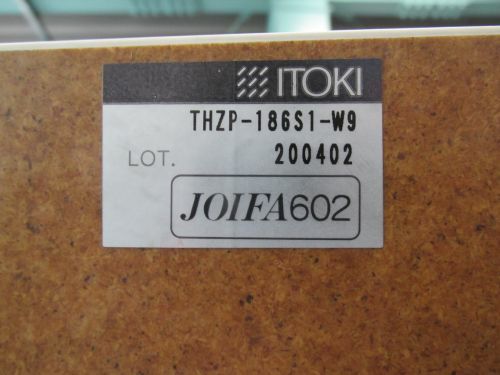 ITOKI
THZP-186S1-W9
LOT. 200402
JOIFA602